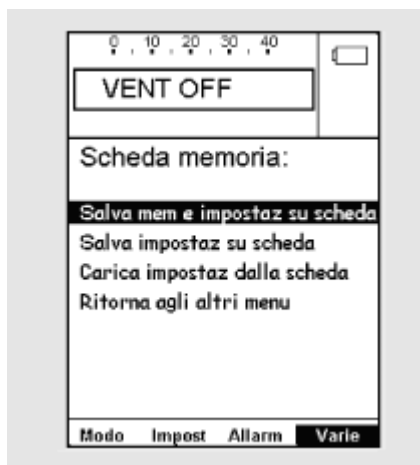 0 10 20 30 40
VENT OFF
Scheda memoria:
Salva mem e impostaz su scheda
Salva impostaz su scheda
Carica impostaz dalla scheda
Ritorna agli altri menu
Modo Impost Allarm Varie